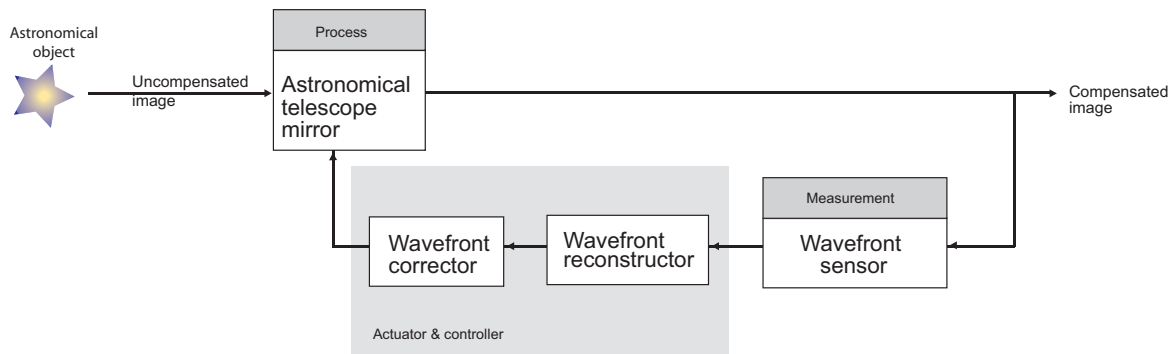 Astronomical
object
Uncompensated
image
Process
Astronomical
telescope
mirror
Compensated
image
Measurement
Wavefront
sensor
Wavefront
reconstructor
Wavefront
corrector
Actuator & controller